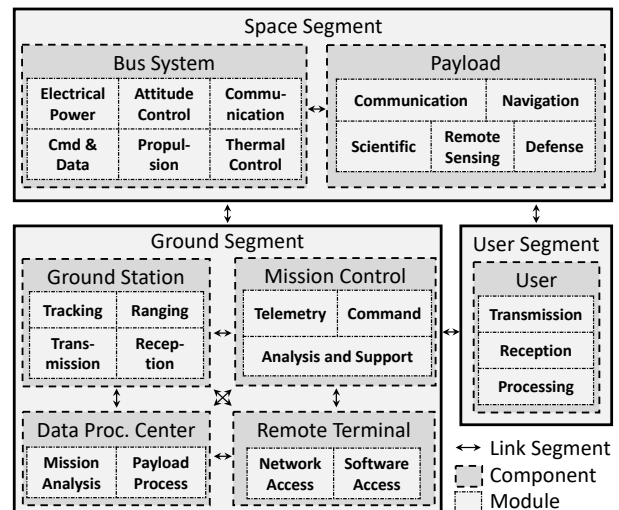 Space Segment
Bus System
Payload
Electrical Power
Attitude Control
Commu-
nication
Cmd & Data
Propul-
sion
Thermal Control
Communication
Navigation
Scientific
Remote Sensing
Defense
Ground Segment
User Segment
Ground Station
Mission Control
User
Tracking
Ranging
Trans-
mission
Recep-
tion
Telemetry
Command
Analysis and Support
Transmission
Reception
Processing
Data Proc. Center
Remote Terminal
Mission Analysis
Payload Process
Network Access
Software Access
Link Segment
Component
Module